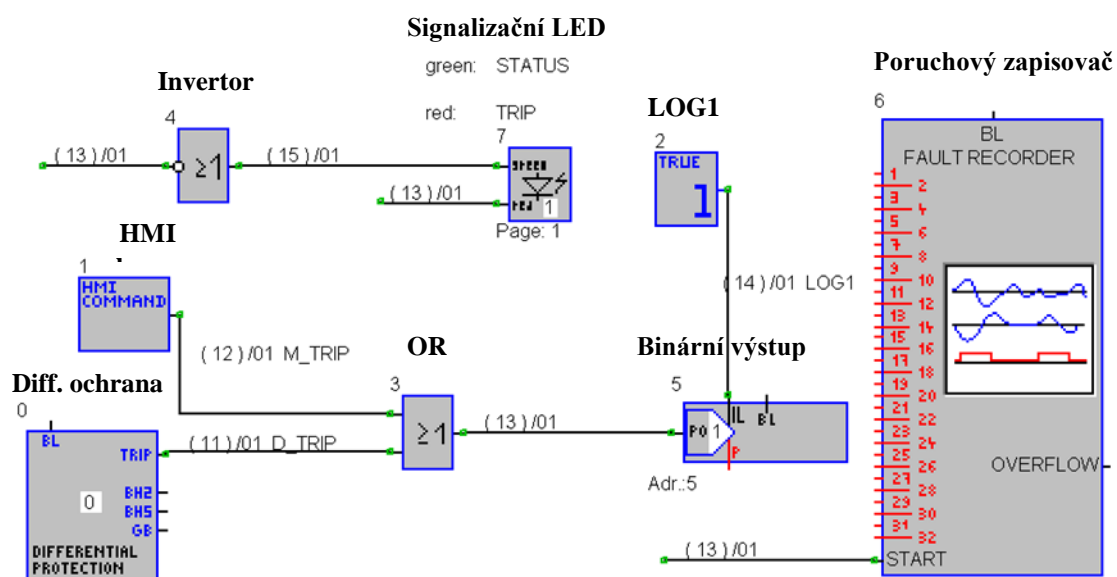 Signalizační LED
green: STATUS
red: TRIP
7
green
red
1
Page: 1
Invertor
4
≥1
( 13 )/01
( 15 )/01
( 13 )/01
LOG1
2
TRUE
1
( 14 )/01 LOG1
HMI
1
HMI
COMMAND
( 12 )/01 M_TRIP
Diff. ochrana
0
BL
TRIP
0
BH2
BH5
GB
DIFFERENTIAL
PROTECTION
( 11 )/01 D_TRIP
OR
3
≥1
( 13 )/01
Binární výstup
5
PO 1
IL
BL
P
Adr.:5
Poruchový zapisovač
6
BL
FAULT RECORDER
1
2
3
4
5
6
7
8
9
10
11
12
13
14
15
16
17
18
19
20
21
22
23
24
25
26
27
28
29
30
31
32
OVERFLOW
( 13 )/01
START